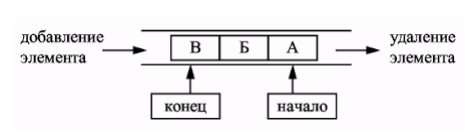 добавление
элемента
В Б А
удаление
элемента
конец
начало